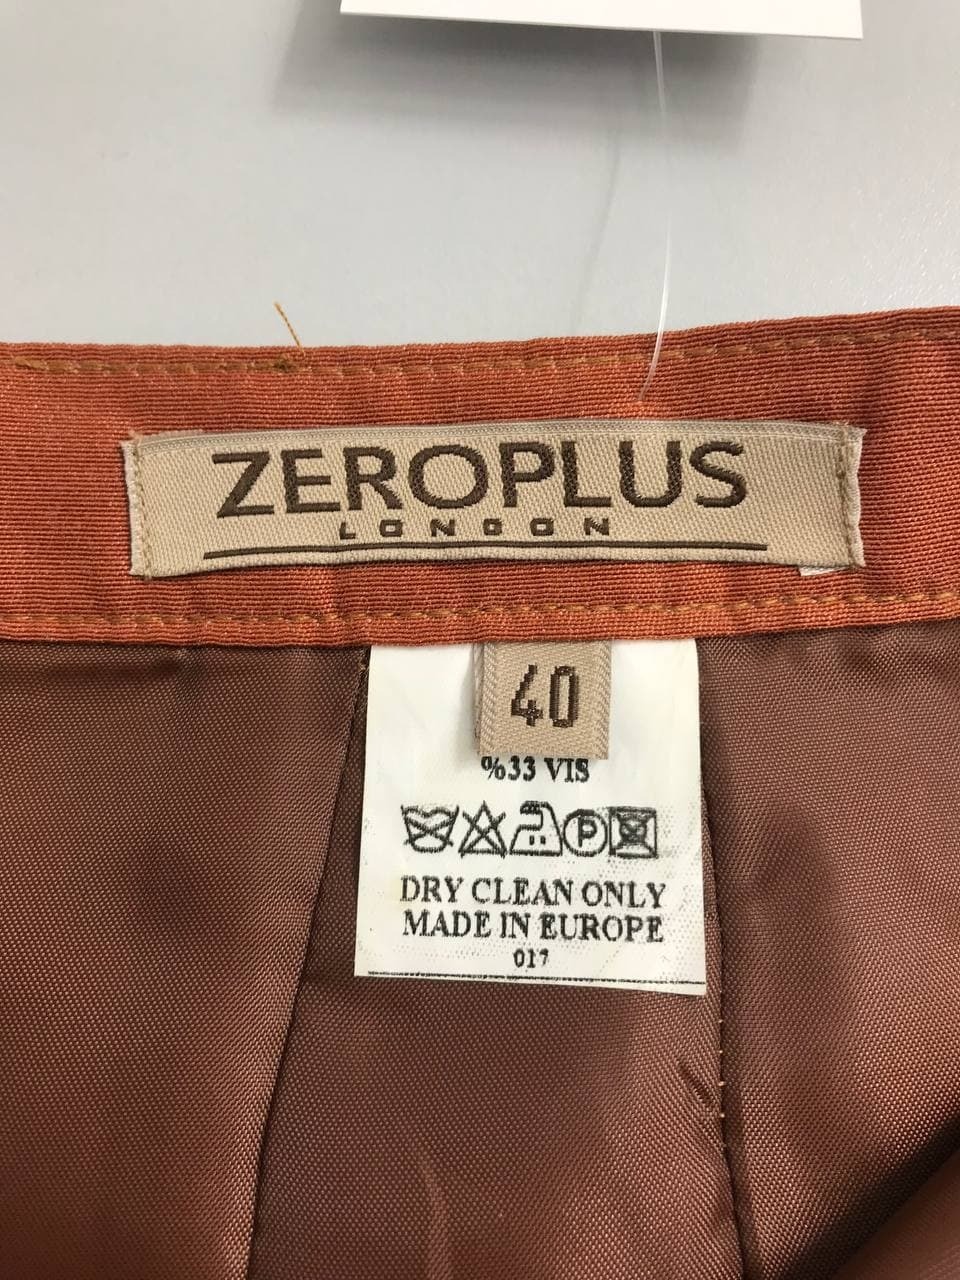 ZEROPLUS
LONDON
40
%33 VIS
P
DRY CLEAN ONLY
MADE IN EUROPE
017